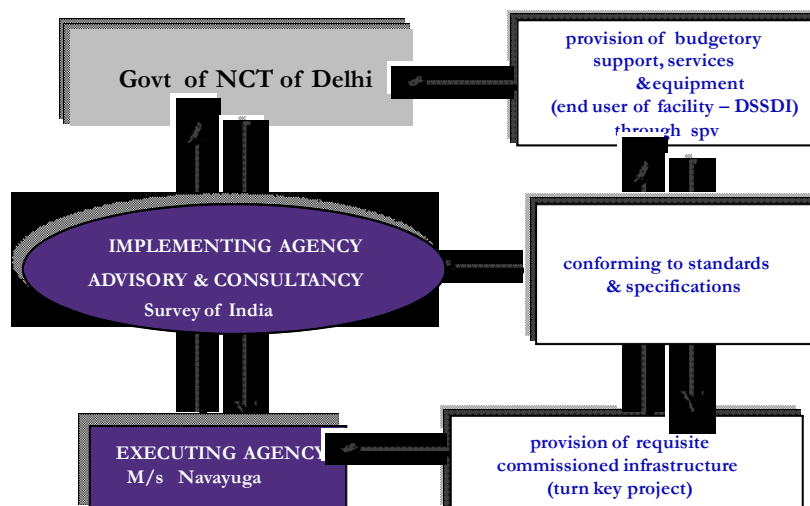 Govt of NCT of Delhi
provision of budgetory
support, services
&equipment
(end user of facility – DSSDI)
through spv
IMPLEMENTING AGENCY
ADVISORY & CONSULTANCY
Survey of India
conforming to standards
& specifications
EXECUTING AGENCY
M/s Navayuga
provision of requisite
commissioned infrastructure
(turn key project)